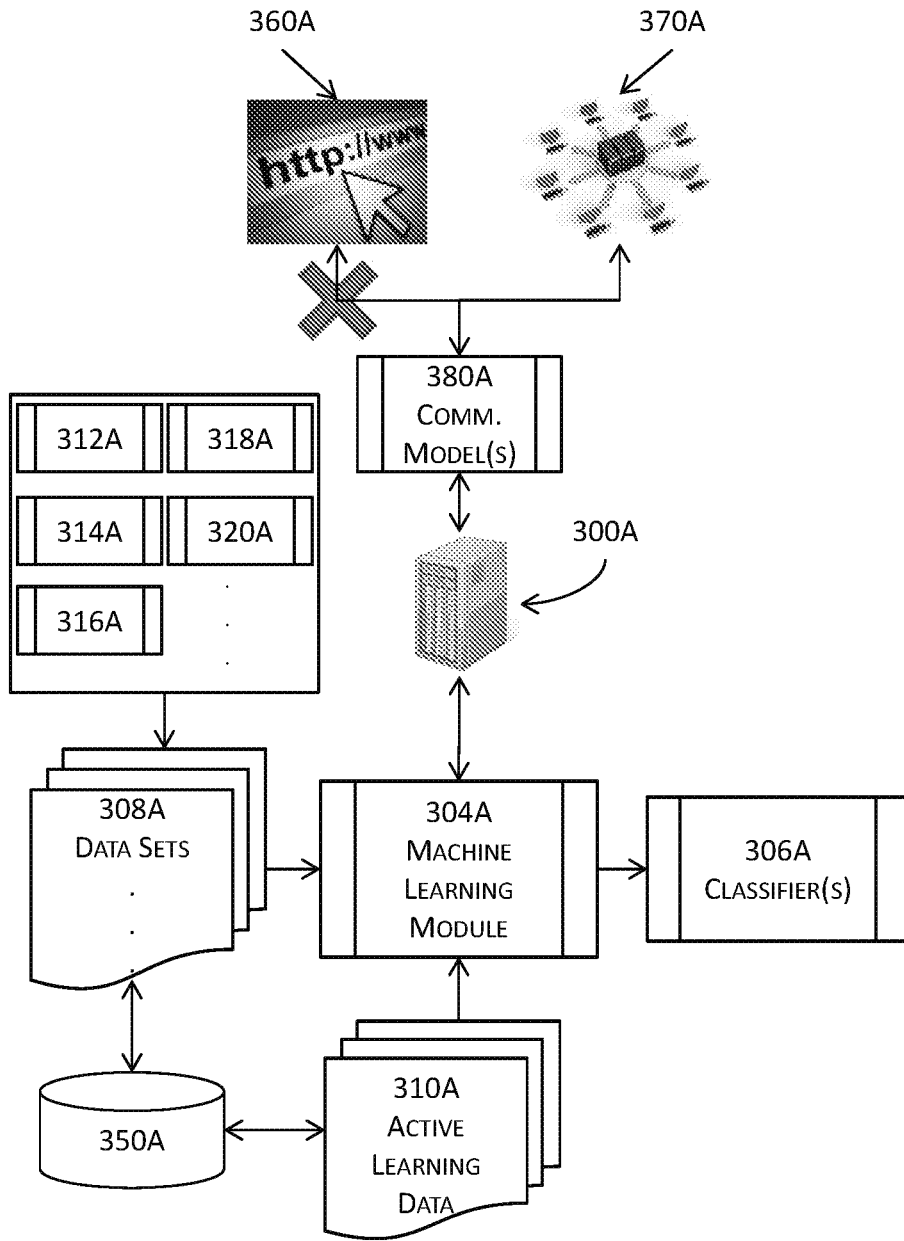 360A
370A
http://www
380A
COMM.
MODEL(S)
312A
318A
314A
320A
316A
300A
308A
DATA SETS
304A
MACHINE
LEARNING
MODULE
306A
CLASSIFIER(S)
350A
310A
ACTIVE
LEARNING
DATA